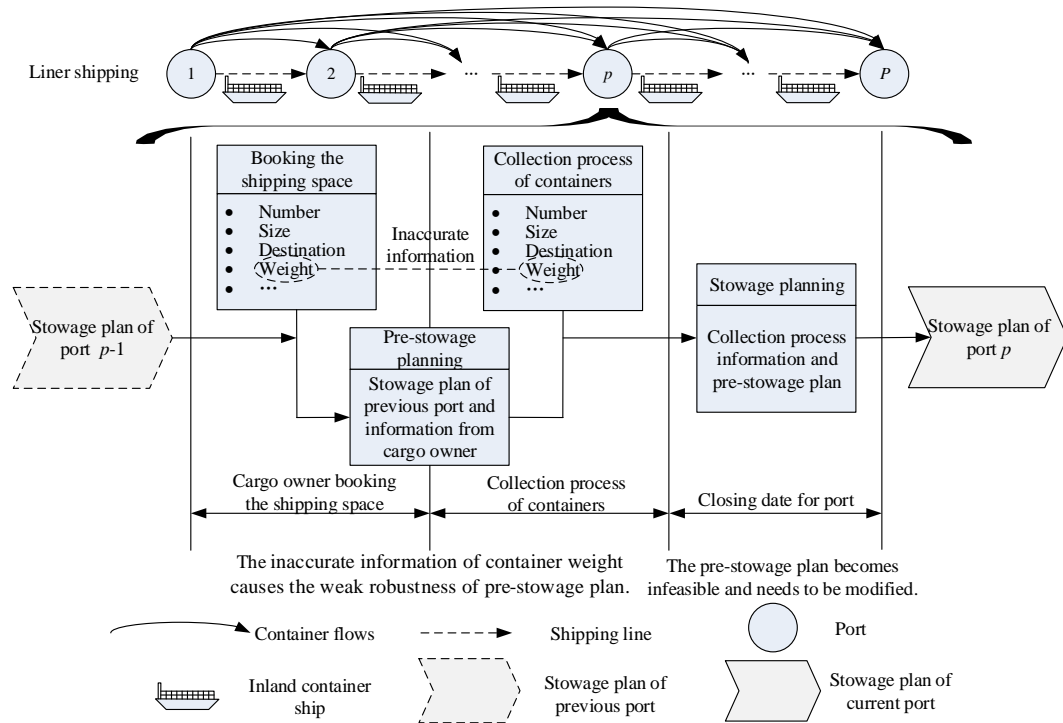 Liner shipping
1
2
...
p
...
P
Booking the
shipping space
• Number
• Size
• Destination
• Weight
• ...
Inaccurate
information
Collection process
of containers
• Number
• Size
• Destination
• Weight
• ...
Stowage plan of
port p-1
Pre-stowage
planning
Stowage plan of
previous port and
information from
cargo owner
Stowage planning
Collection process
information and
pre-stowage plan
Stowage plan of
port p
Cargo owner booking
the shipping space
Collection process
of containers
Closing date for port
The inaccurate information of container weight
causes the weak robustness of pre-stowage plan.
The pre-stowage plan becomes
infeasible and needs to be modified.
Container flows
Shipping line
Port
Inland container
ship
Stowage plan of
previous port
Stowage plan of
current port